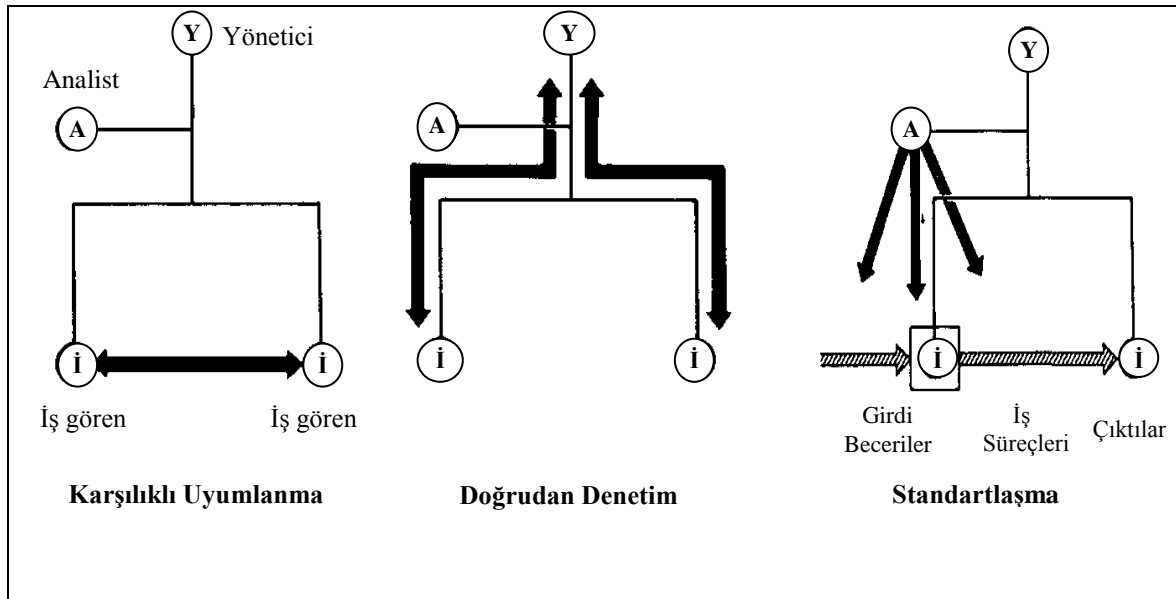 Y Yönetici
Analist
A
İ İ
İş gören İş gören
Karşılıklı Uyumlanma
Y
A
İ İ
Doğrudan Denetim
Y
A
İ İ
Girdi
Beceriler
İş
Süreçleri
Çıktılar
Standartlaşma